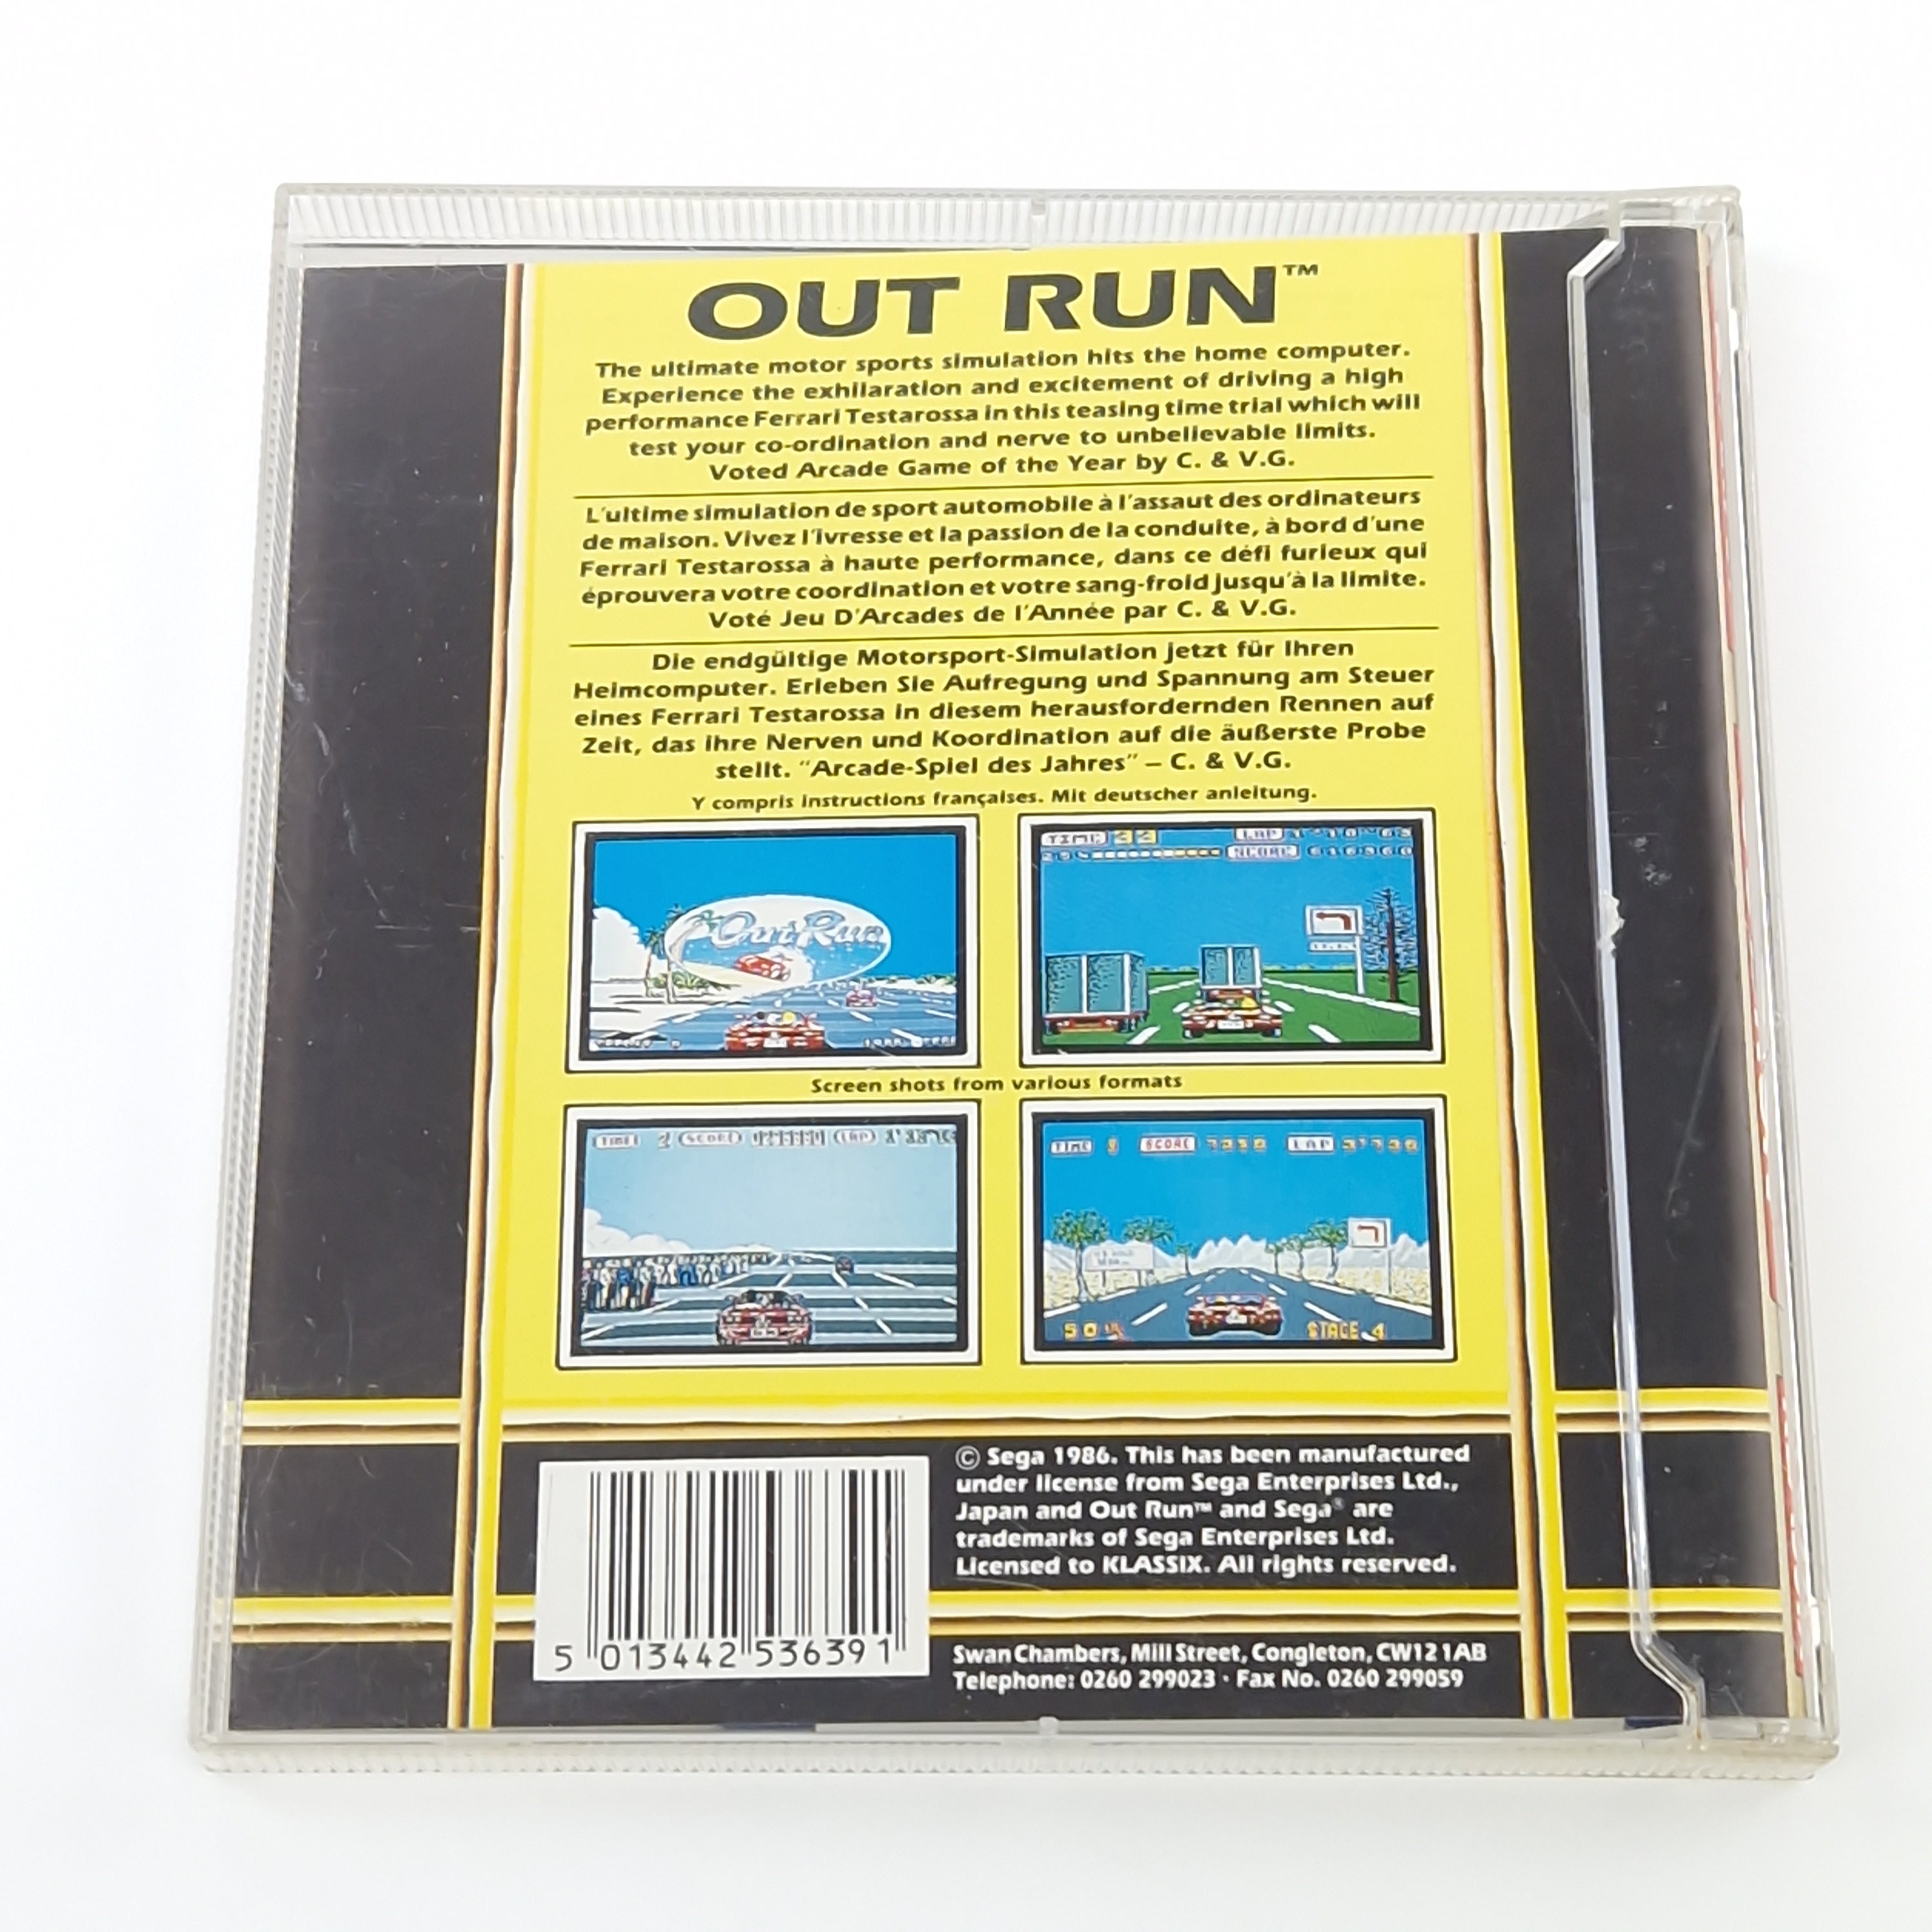 OUT RUN™
The ultimate motor sports simulation hits the home computer.
Experience the exhilaration and excitement of driving a high
performance Ferrari Testarossa in this teasing time trial which will
test your co-ordination and nerve to unbelievable limits.
Voted Arcade Game of the Year by C. & V.G.
L'ultime simulation de sport automobile à l'assaut des ordinateurs
de maison. Vivez l'ivresse et la passion de la conduite, à bord d'une
Ferrari Testarossa à haute performance, dans ce défi furieux qui
éprouvera votre coordination et votre sang-froid jusqu'à la limite.
Voté Jeu D'Arcades de l'Année par C. & V.G.
Die endgültige Motorsport-Simulation jetzt für Ihren
Heimcomputer. Erleben Sie Aufregung und Spannung am Steuer
eines Ferrari Testarossa in diesem herausfordernden Rennen auf
Zeit, das ihre Nerven und Koordination auf die äußerste Probe
stellt. "Arcade-Spiel des Jahres" – C. & V.G.
Y compris instructions françaises. Mit deutscher anleitung.
OutRun
TIME 33 LAP
SCORE
Screen shots from various formats
TIME SCORE LAP
TIME SCORE LAP
50 STAGE 4
© Sega 1986. This has been manufactured
under license from Sega Enterprises Ltd.,
Japan and Out Run™ and Sega® are
trademarks of Sega Enterprises Ltd.
Licensed to KLASSIX. All rights reserved.
5 013442 536391
Swan Chambers, Mill Street, Congleton, CW12 1AB
Telephone: 0260 299023 · Fax No. 0260 299059